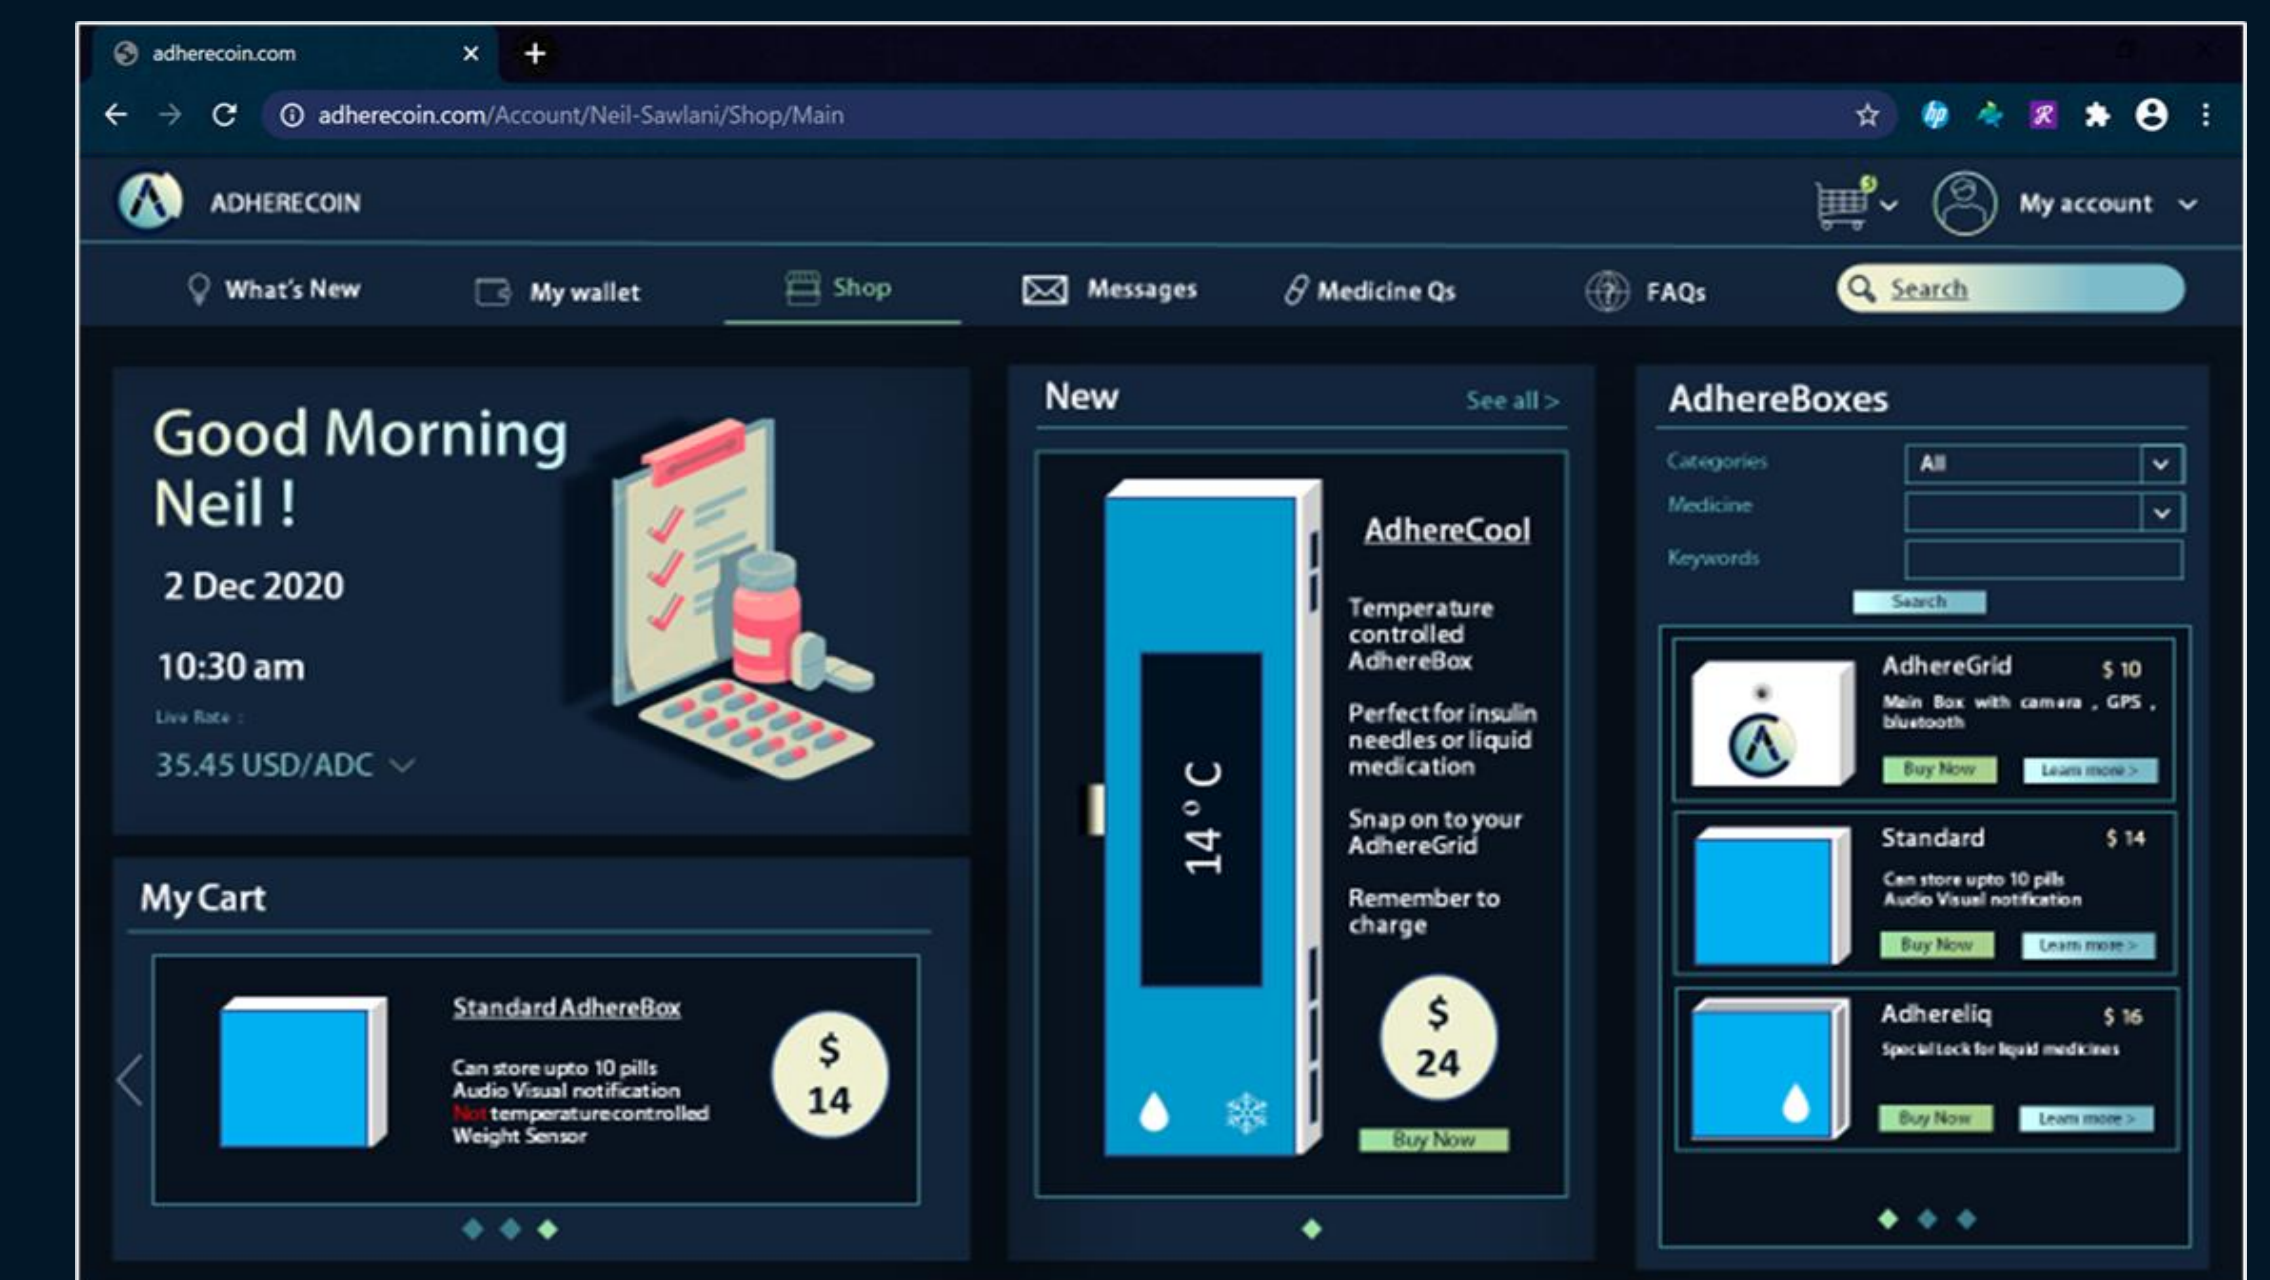 adherecoin.com
adherecoin.com/Account/Neil-Sawlani/Shop/Main
hp
R
ADHERECOIN
3
My account
What's New
My wallet
Shop
Messages
Medicine Qs
FAQs
Search
Good Morning
Neil !
2 Dec 2020
10:30 am
Live Rate :
35.45 USD/ADC
My Cart
Standard AdhereBox
Can store upto 10 pills
Audio Visual notification
Not temperature controlled
Weight Sensor
$
14
New
See all >
14° C
AdhereCool
Temperature
controlled
AdhereBox
Perfect for insulin
needles or liquid
medication
Snap on to your
AdhereGrid
Remember to
charge
$
24
Buy Now
AdhereBoxes
Categories
All
Medicine
Keywords
Search
AdhereGrid
$ 10
Main Box with camera , GPS ,
bluetooth
Buy Now
Learn more >
Standard
$ 14
Can store upto 10 pills
Audio Visual notification
Buy Now
Learn more >
Adhereliq
$ 16
Special Lock for liquid medicines
Buy Now
Learn more >